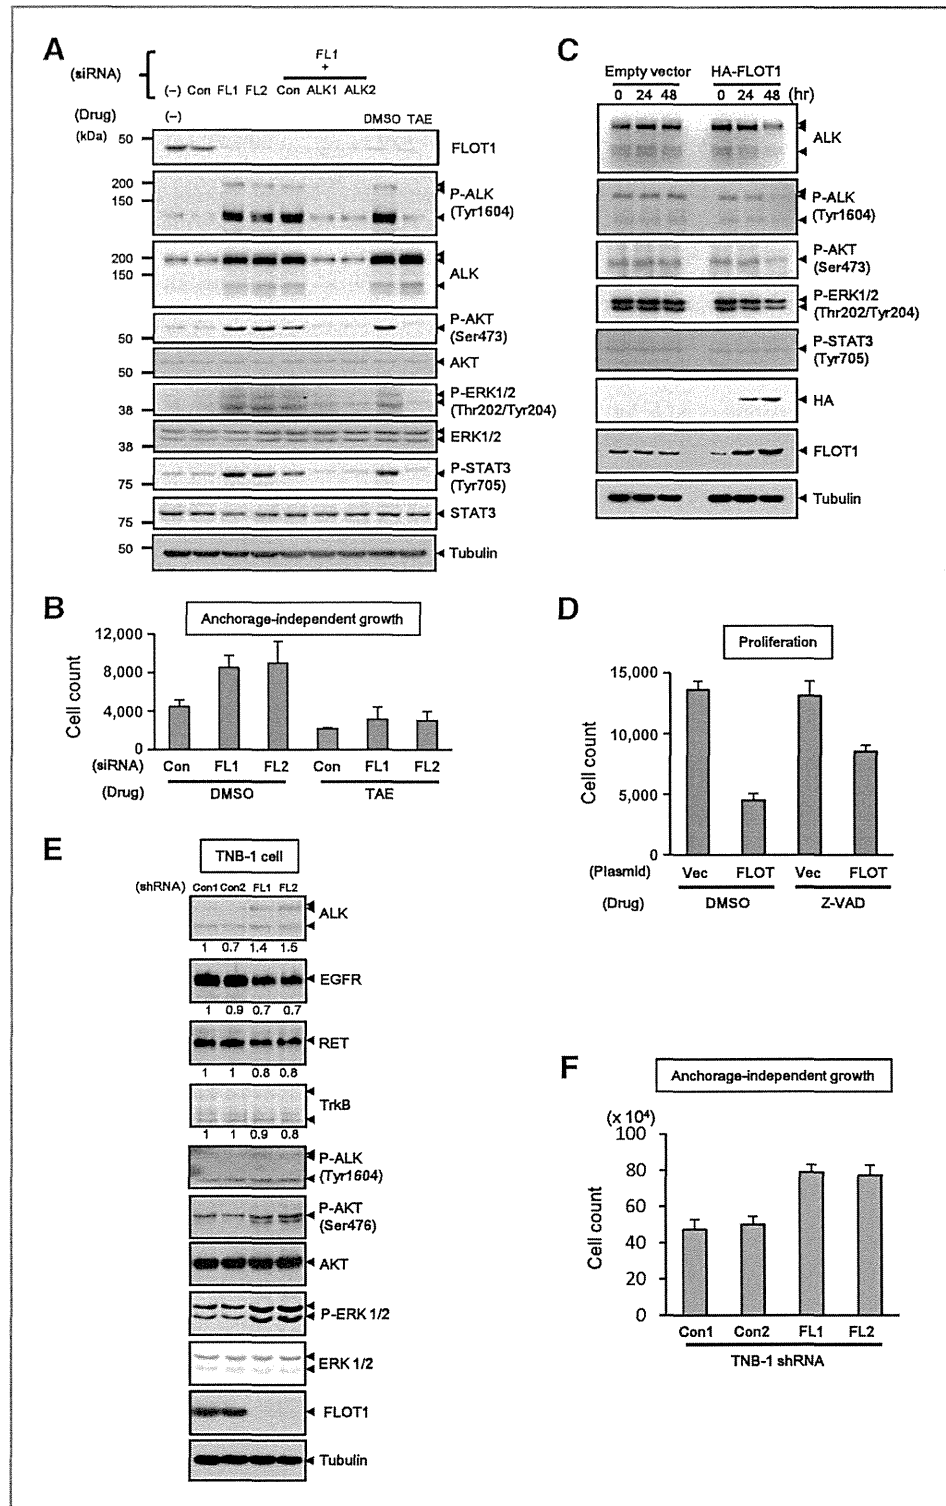 A
(siRNA)
FL1
+
(-) Con FL1 FL2 Con ALK1 ALK2
(Drug) (-) DMSO TAE
(kDa)
50 FLOT1
200
150
P-ALK
(Tyr1604)
200
150
ALK
50
P-AKT
(Ser473)
50
AKT
38
P-ERK1/2
(Thr202/Tyr204)
38
ERK1/2
75
P-STAT3
(Tyr705)
75
STAT3
50
Tubulin
B
Anchorage-independent growth
Cell count
12,000
8,000
4,000
0
(siRNA) Con FL1 FL2 Con FL1 FL2
(Drug) DMSO TAE
C
Empty vector HA-FLOT1
0 24 48 0 24 48 (hr)
ALK
P-ALK
(Tyr1604)
P-AKT
(Ser473)
P-ERK1/2
(Thr202/Tyr204)
P-STAT3
(Tyr705)
HA
FLOT1
Tubulin
D
Proliferation
Cell count
15,000
10,000
5,000
0
(Plasmid) Vec FLOT Vec FLOT
(Drug) DMSO Z-VAD
E
TNB-1 cell
(shRNA) Con1 Con2 FL1 FL2
ALK
1 0.7 1.4 1.5
EGFR
1 0.9 0.7 0.7
RET
1 1 0.8 0.8
TrkB
1 1 0.9 0.8
P-ALK
(Tyr1604)
P-AKT
(Ser476)
AKT
P-ERK 1/2
ERK 1/2
FLOT1
Tubulin
F
Anchorage-independent growth
(x 10⁴)
Cell count
100
80
60
40
20
0
Con1 Con2 FL1 FL2
TNB-1 shRNA